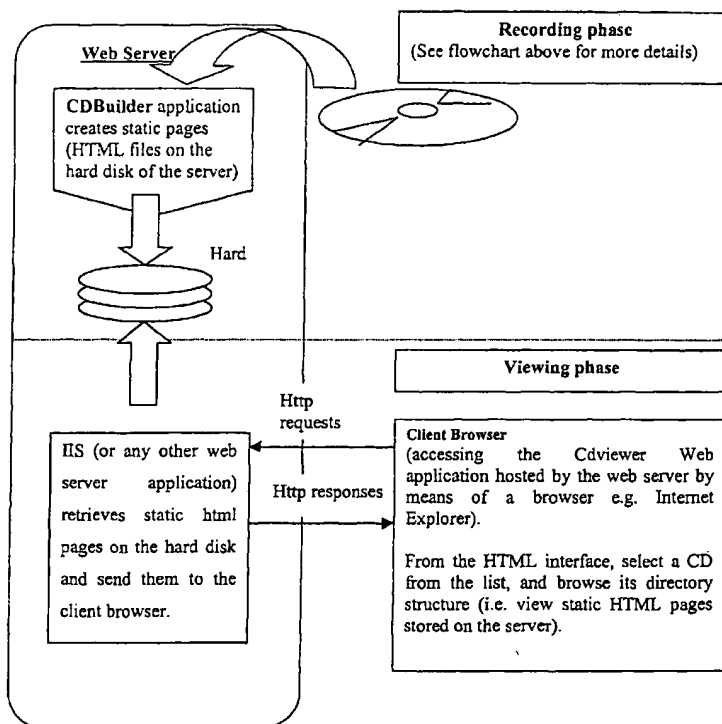 Recording phase
(See flowchart above for more details)
Web Server
CDBuilder application
creates static pages
(HTML files on the
hard disk of the server)
Hard
Viewing phase
Http
requests
Http responses
IIS (or any other web
server application)
retrieves static html
pages on the hard disk
and send them to the
client browser.
Client Browser
(accessing the Cdviewer Web
application hosted by the web server by
means of a browser e.g. Internet
Explorer).
From the HTML interface, select a CD
from the list, and browse its directory
structure (i.e. view static HTML pages
stored on the server).